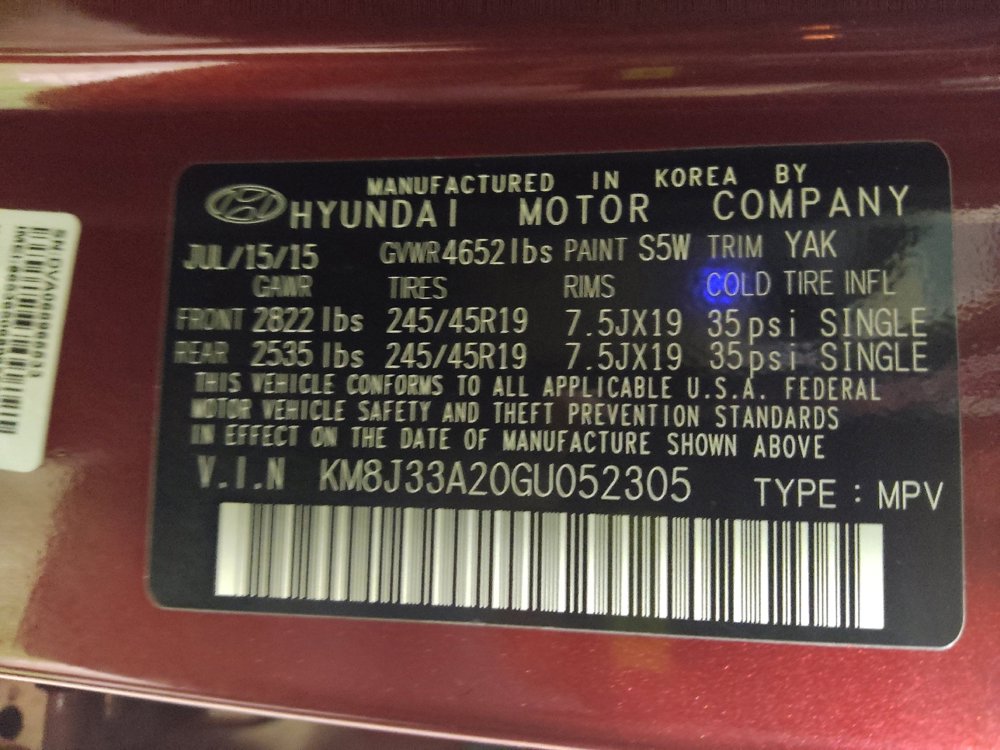 MANUFACTURED IN KOREA BY
HYUNDAI MOTOR COMPANY
JUL/15/15 GVWR 4652 lbs PAINT S5W TRIM YAK
GAWR TIRES RIMS COLD TIRE INFL
FRONT 2822 lbs 245/45R19 7.5JX19 35psi SINGLE
REAR 2535 lbs 245/45R19 7.5JX19 35psi SINGLE
THIS VEHICLE CONFORMS TO ALL APPLICABLE U.S.A. FEDERAL
MOTOR VEHICLE SAFETY AND THEFT PREVENTION STANDARDS
IN EFFECT ON THE DATE OF MANUFACTURE SHOWN ABOVE
V.I.N KM8J33A20GU052305 TYPE : MPV